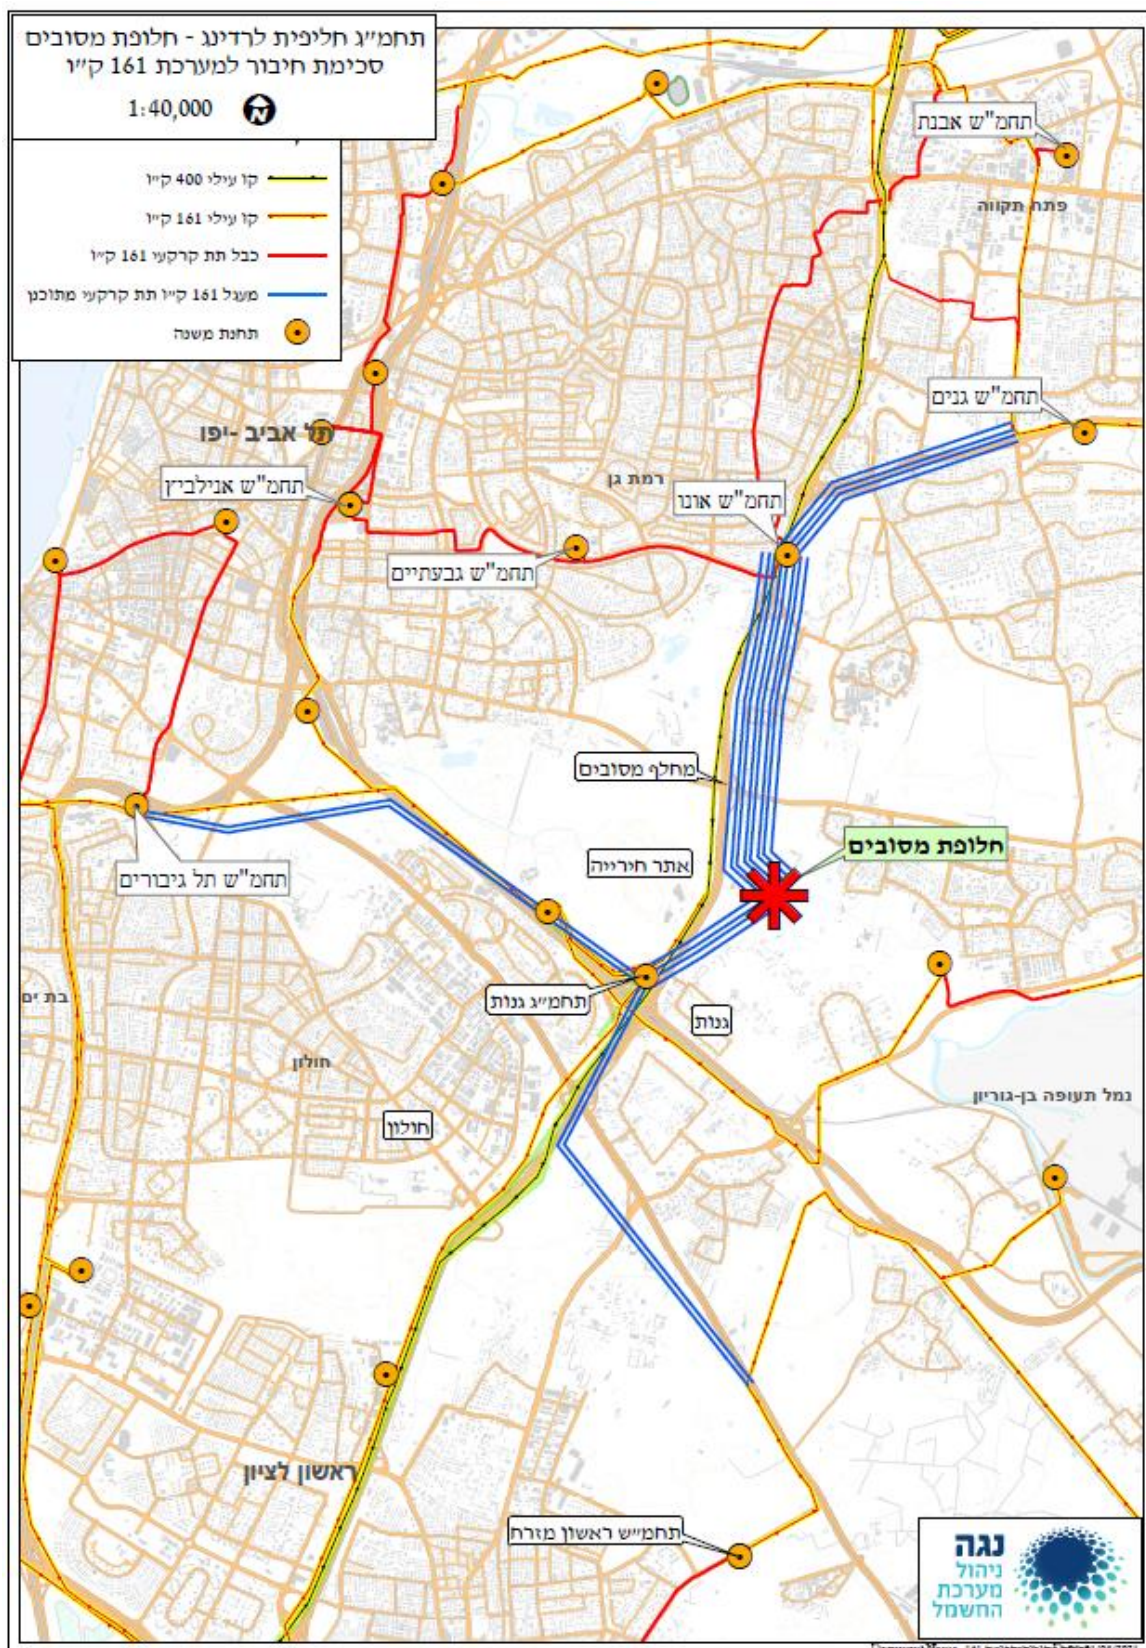 תחמ״ג חליפית לרדינג - חלופת מסובים
סכימת חיבור למערכת 161 ק״ו
1:40,000
קו עילי 400 ק״ו
קו עילי 161 ק״ו
כבל תת קרקעי 161 ק״ו
מעגל 161 ק״ו תת קרקעי מתוכנן
תחנת משנה
תחמ"ש אבנת
פתח תקווה
תחמ"ש גנים
תל אביב -יפו
רמת גן
תחמ"ש אנילביץ
תחמ"ש אונו
תחמ"ש גבעתיים
מחלף מסובים
חלופת מסובים
אתר חירייה
תחמ"ש תל גיבורים
תחמ״ג גנות
גנות
בת ים
חולון
נמל תעופה בן-גוריון
חולון
ראשון לציון
תחמ״ש ראשון מזרח
נגה
ניהול
מערכת
החשמל